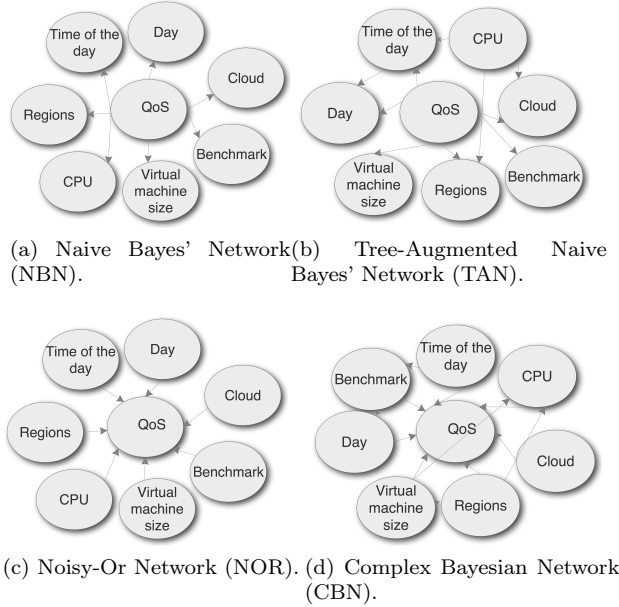 Time of the
day
Day
QoS
Cloud
Regions
Benchmark
CPU
Virtual
machine
size
Time of the
day
CPU
Day
QoS
Cloud
Virtual
machine
size
Regions
Benchmark
(a) Naive Bayes' Network
(NBN).
(b) Tree-Augmented Naive
Bayes' Network (TAN).
Time of the
day
Day
Cloud
Regions
QoS
Benchmark
CPU
Virtual
machine
size
Time of the
day
Benchmark
CPU
Day
QoS
Cloud
Virtual
machine
size
Regions
(c) Noisy-Or Network (NOR).
(d) Complex Bayesian Network
(CBN).